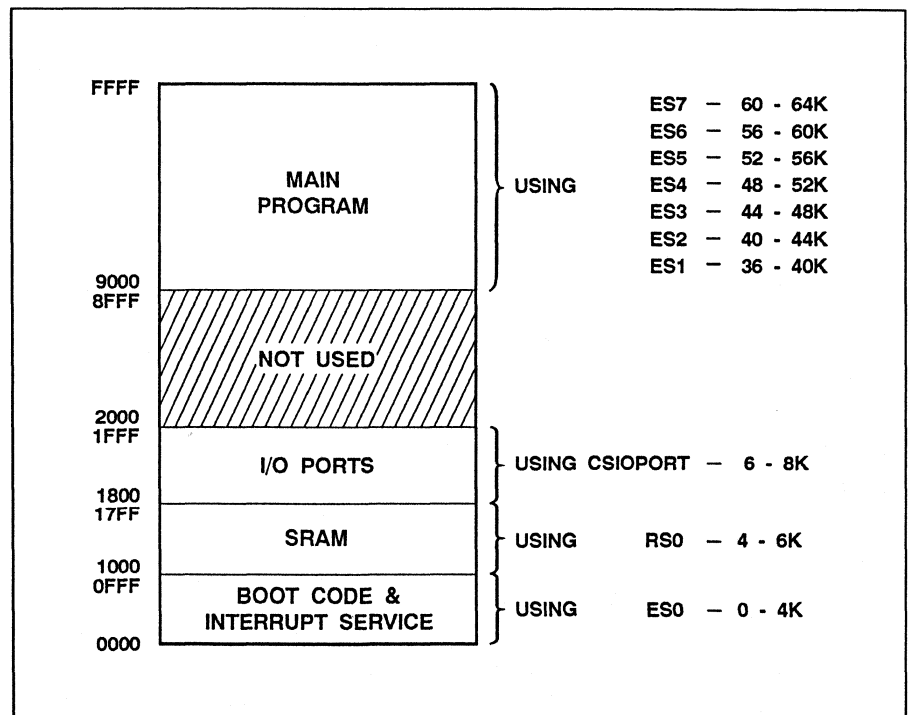 FFFF
MAIN
PROGRAM
USING
ES7 – 60 - 64K
ES6 – 56 - 60K
ES5 – 52 - 56K
ES4 – 48 - 52K
ES3 – 44 - 48K
ES2 – 40 - 44K
ES1 – 36 - 40K
9000
8FFF
NOT USED
2000
1FFF
I/O PORTS
USING CSIOPORT – 6 - 8K
1800
17FF
SRAM
USING RS0 – 4 - 6K
1000
0FFF
BOOT CODE &
INTERRUPT SERVICE
USING ES0 – 0 - 4K
0000